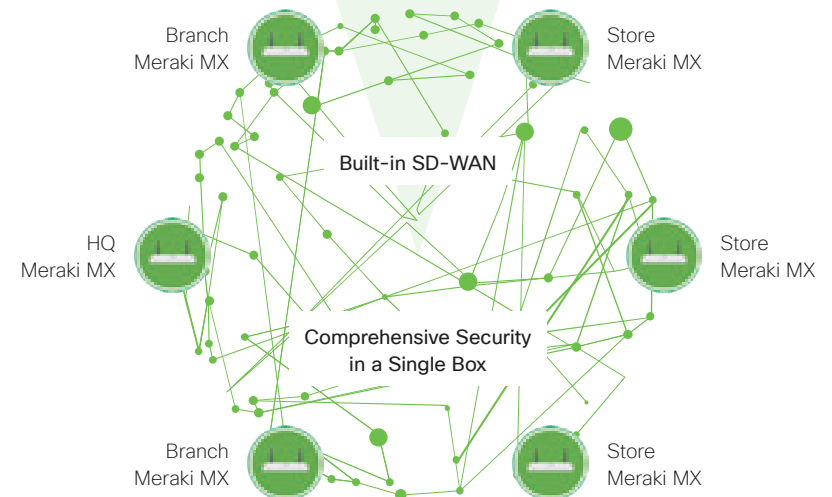 Branch
Meraki MX
Store
Meraki MX
Built-in SD-WAN
HQ
Meraki MX
Store
Meraki MX
Comprehensive Security
in a Single Box
Branch
Meraki MX
Store
Meraki MX